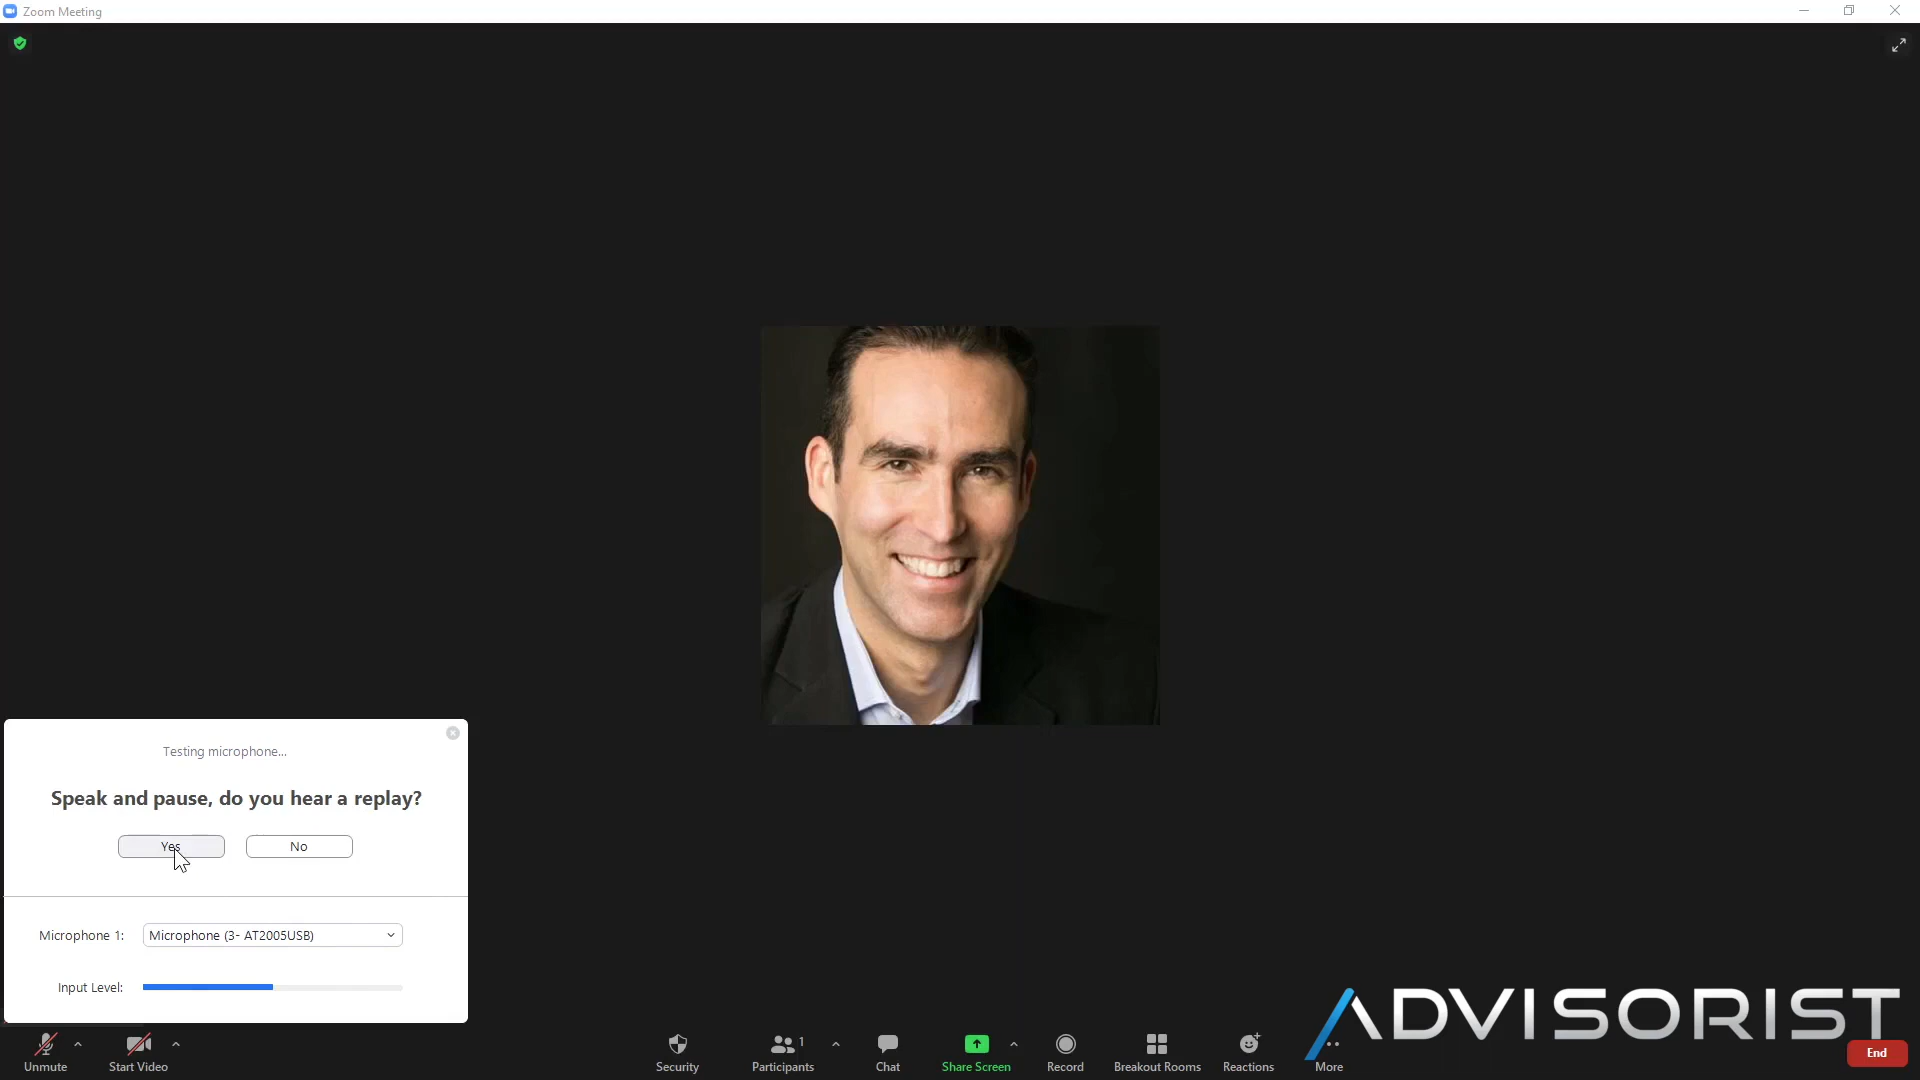 Zoom Meeting
Testing microphone...
Speak and pause, do you hear a replay?
Yes
No
Microphone 1:
Microphone (3- AT2005USB)
Input Level:
ADVISORIST
Unmute
Start Video
Security
1
Participants
Chat
Share Screen
Record
Breakout Rooms
Reactions
More
End